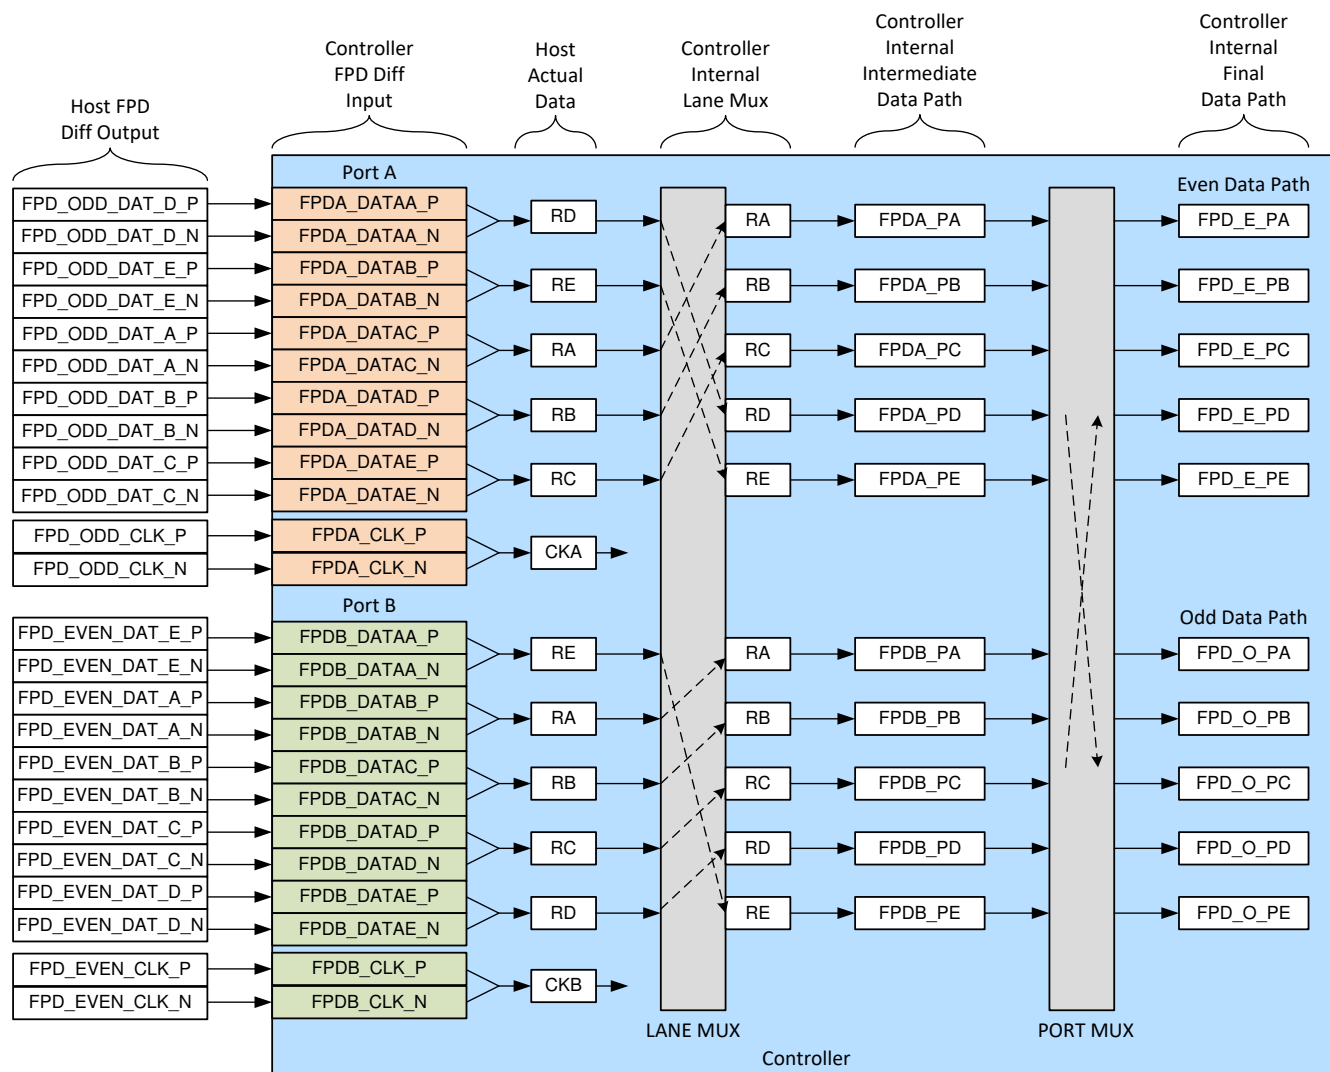 Host FPD
Diff Output
Controller
FPD Diff
Input
Host
Actual
Data
Controller
Internal
Lane Mux
Controller
Internal
Intermediate
Data Path
Controller
Internal
Final
Data Path
Port A
Even Data Path
FPD_ODD_DAT_D_P
FPD_ODD_DAT_D_N
FPD_ODD_DAT_E_P
FPD_ODD_DAT_E_N
FPD_ODD_DAT_A_P
FPD_ODD_DAT_A_N
FPD_ODD_DAT_B_P
FPD_ODD_DAT_B_N
FPD_ODD_DAT_C_P
FPD_ODD_DAT_C_N
FPD_ODD_CLK_P
FPD_ODD_CLK_N
FPDA_DATAA_P
FPDA_DATAA_N
FPDA_DATAB_P
FPDA_DATAB_N
FPDA_DATAC_P
FPDA_DATAC_N
FPDA_DATAD_P
FPDA_DATAD_N
FPDA_DATAE_P
FPDA_DATAE_N
FPDA_CLK_P
FPDA_CLK_N
RD
RE
RA
RB
RC
CKA
RA
RB
RC
RD
RE
FPDA_PA
FPDA_PB
FPDA_PC
FPDA_PD
FPDA_PE
FPD_E_PA
FPD_E_PB
FPD_E_PC
FPD_E_PD
FPD_E_PE
Port B
Odd Data Path
FPD_EVEN_DAT_E_P
FPD_EVEN_DAT_E_N
FPD_EVEN_DAT_A_P
FPD_EVEN_DAT_A_N
FPD_EVEN_DAT_B_P
FPD_EVEN_DAT_B_N
FPD_EVEN_DAT_C_P
FPD_EVEN_DAT_C_N
FPD_EVEN_DAT_D_P
FPD_EVEN_DAT_D_N
FPD_EVEN_CLK_P
FPD_EVEN_CLK_N
FPDB_DATAA_P
FPDB_DATAA_N
FPDB_DATAB_P
FPDB_DATAB_N
FPDB_DATAC_P
FPDB_DATAC_N
FPDB_DATAD_P
FPDB_DATAD_N
FPDB_DATAE_P
FPDB_DATAE_N
FPDB_CLK_P
FPDB_CLK_N
RE
RA
RB
RC
RD
CKB
RA
RB
RC
RD
RE
FPDB_PA
FPDB_PB
FPDB_PC
FPDB_PD
FPDB_PE
FPD_O_PA
FPD_O_PB
FPD_O_PC
FPD_O_PD
FPD_O_PE
LANE MUX
PORT MUX
Controller